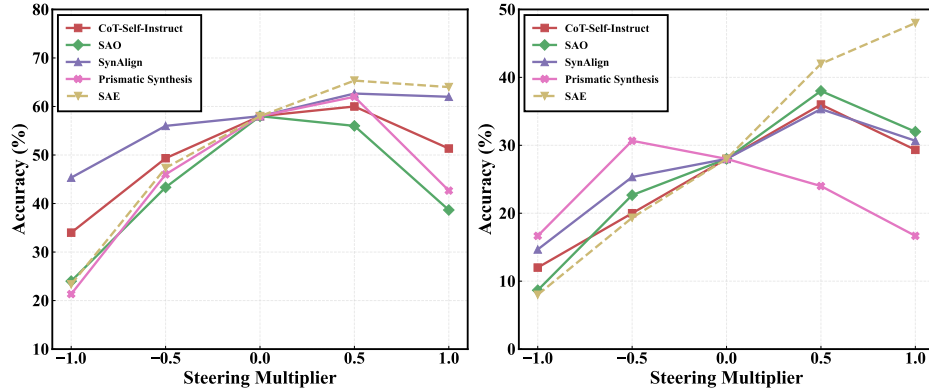 80
70
60
50
40
30
20
10
Accuracy (%)
CoT-Self-Instruct
SAO
SynAlign
Prismatic Synthesis
SAE
−1.0 −0.5 0.0 0.5 1.0
Steering Multiplier
50
40
30
20
10
0
Accuracy (%)
CoT-Self-Instruct
SAO
SynAlign
Prismatic Synthesis
SAE
−1.0 −0.5 0.0 0.5 1.0
Steering Multiplier